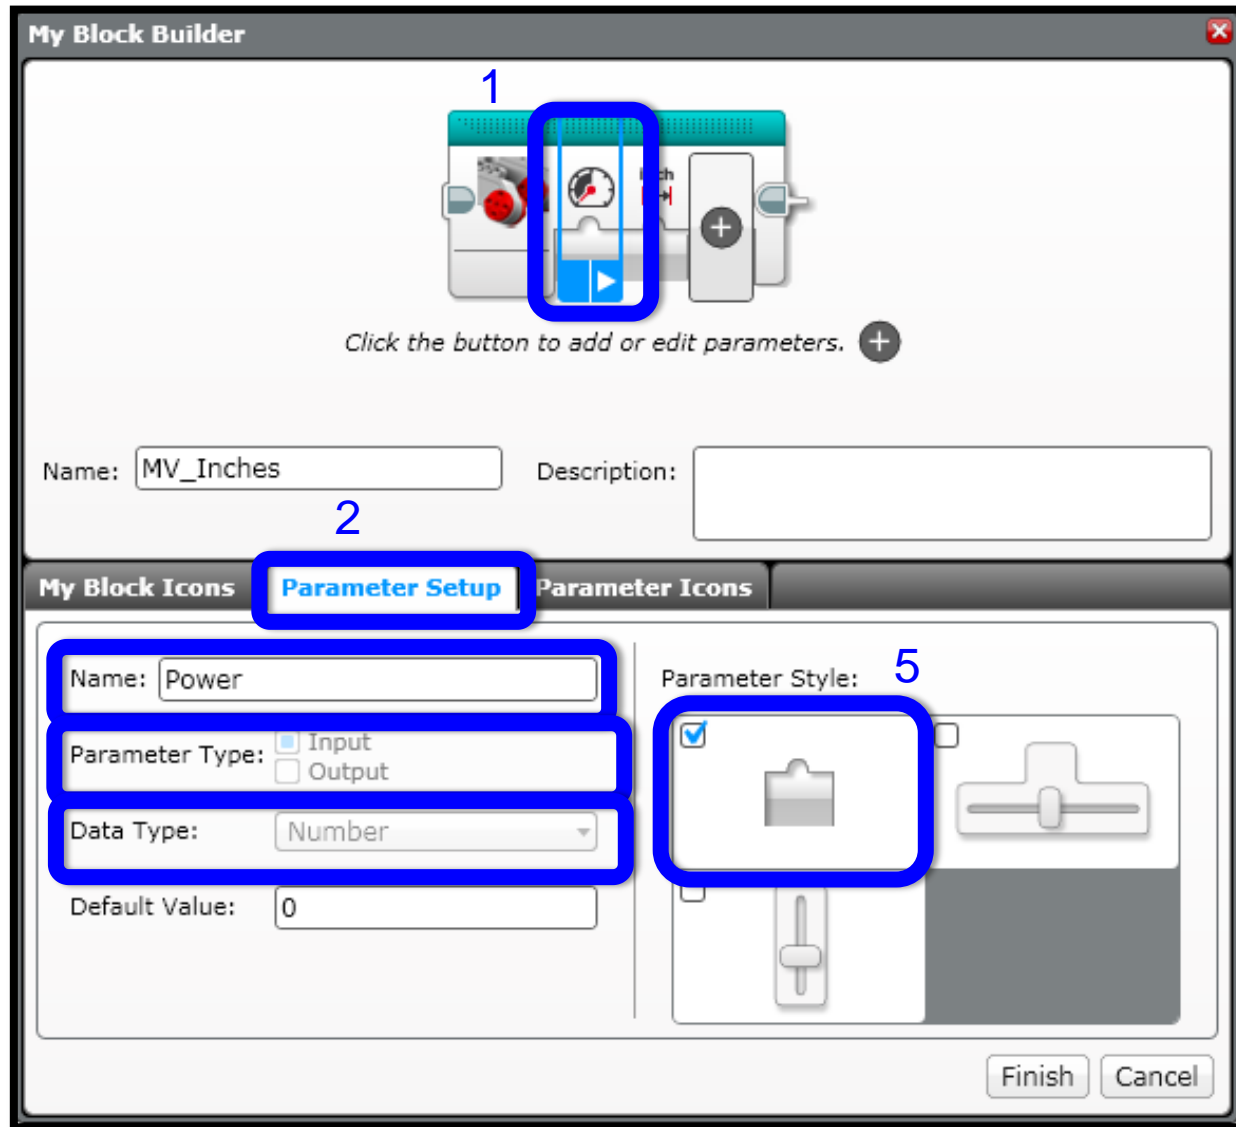 My Block Builder
1
Click the button to add or edit parameters.
Name: MV_Inches
Description:
2
My Block Icons
Parameter Setup
Parameter Icons
Name: Power
Parameter Type: Input
Output
Data Type: Number
Default Value: 0
Parameter Style:
5
Finish
Cancel